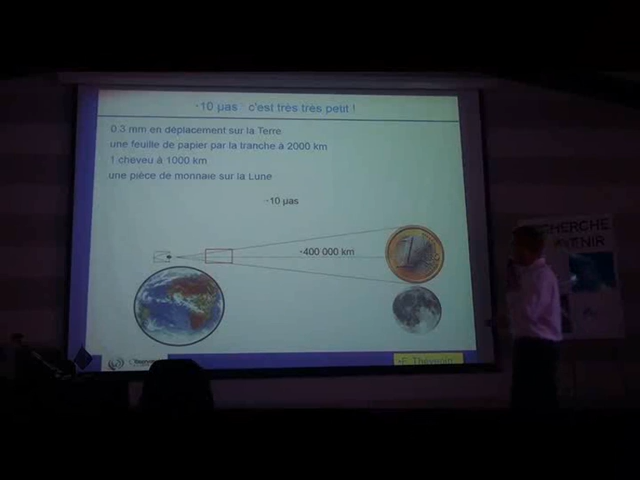 ~10 µas c'est très très petit !
0.3 mm en déplacement sur la Terre
une feuille de papier par la tranche à 2000 km
1 cheveu à 1000 km
une pièce de monnaie sur la Lune
~10 µas
~400 000 km
1
CHERCHE
AVENIR